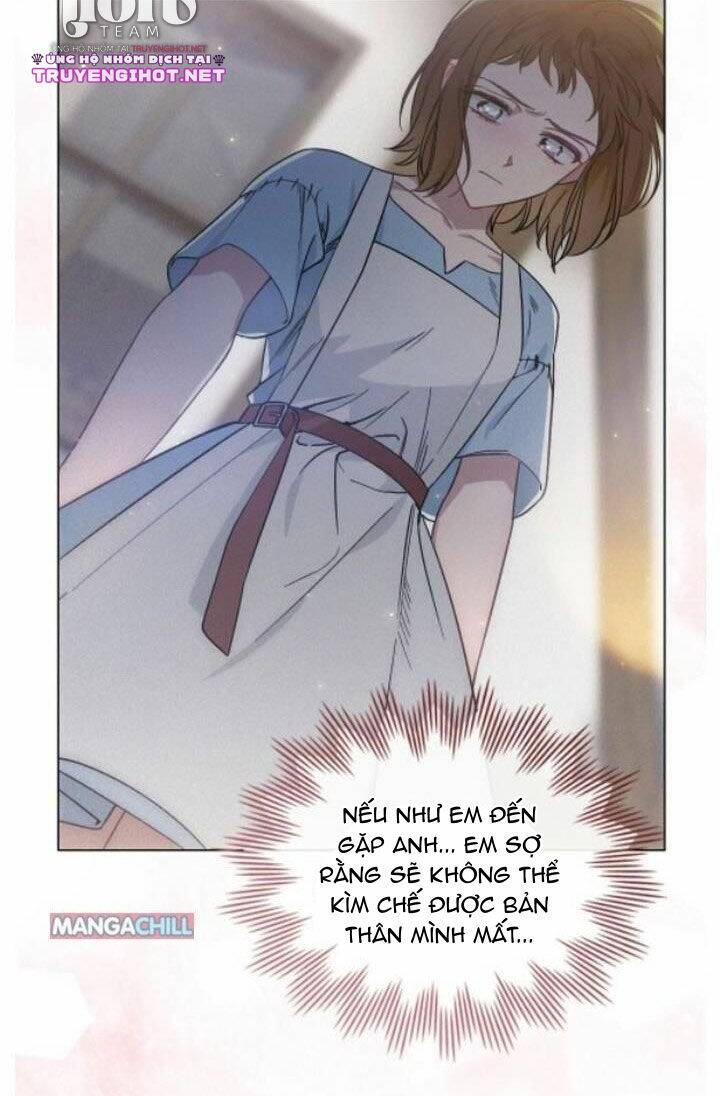 TEAM
ỦNG HỘ NHÓM TẠI TRUYENGIHOT.NET
ỦNG HỘ NHÓM DỊCH TẠI
TRUYENGIHOT.NET
NẾU NHƯ EM ĐẾN
GẶP ANH... EM SỢ
RẰNG SẼ KHÔNG THỂ
KÌM CHẾ ĐƯỢC BẢN
THÂN MÌNH MẤT...
MANGACHILL